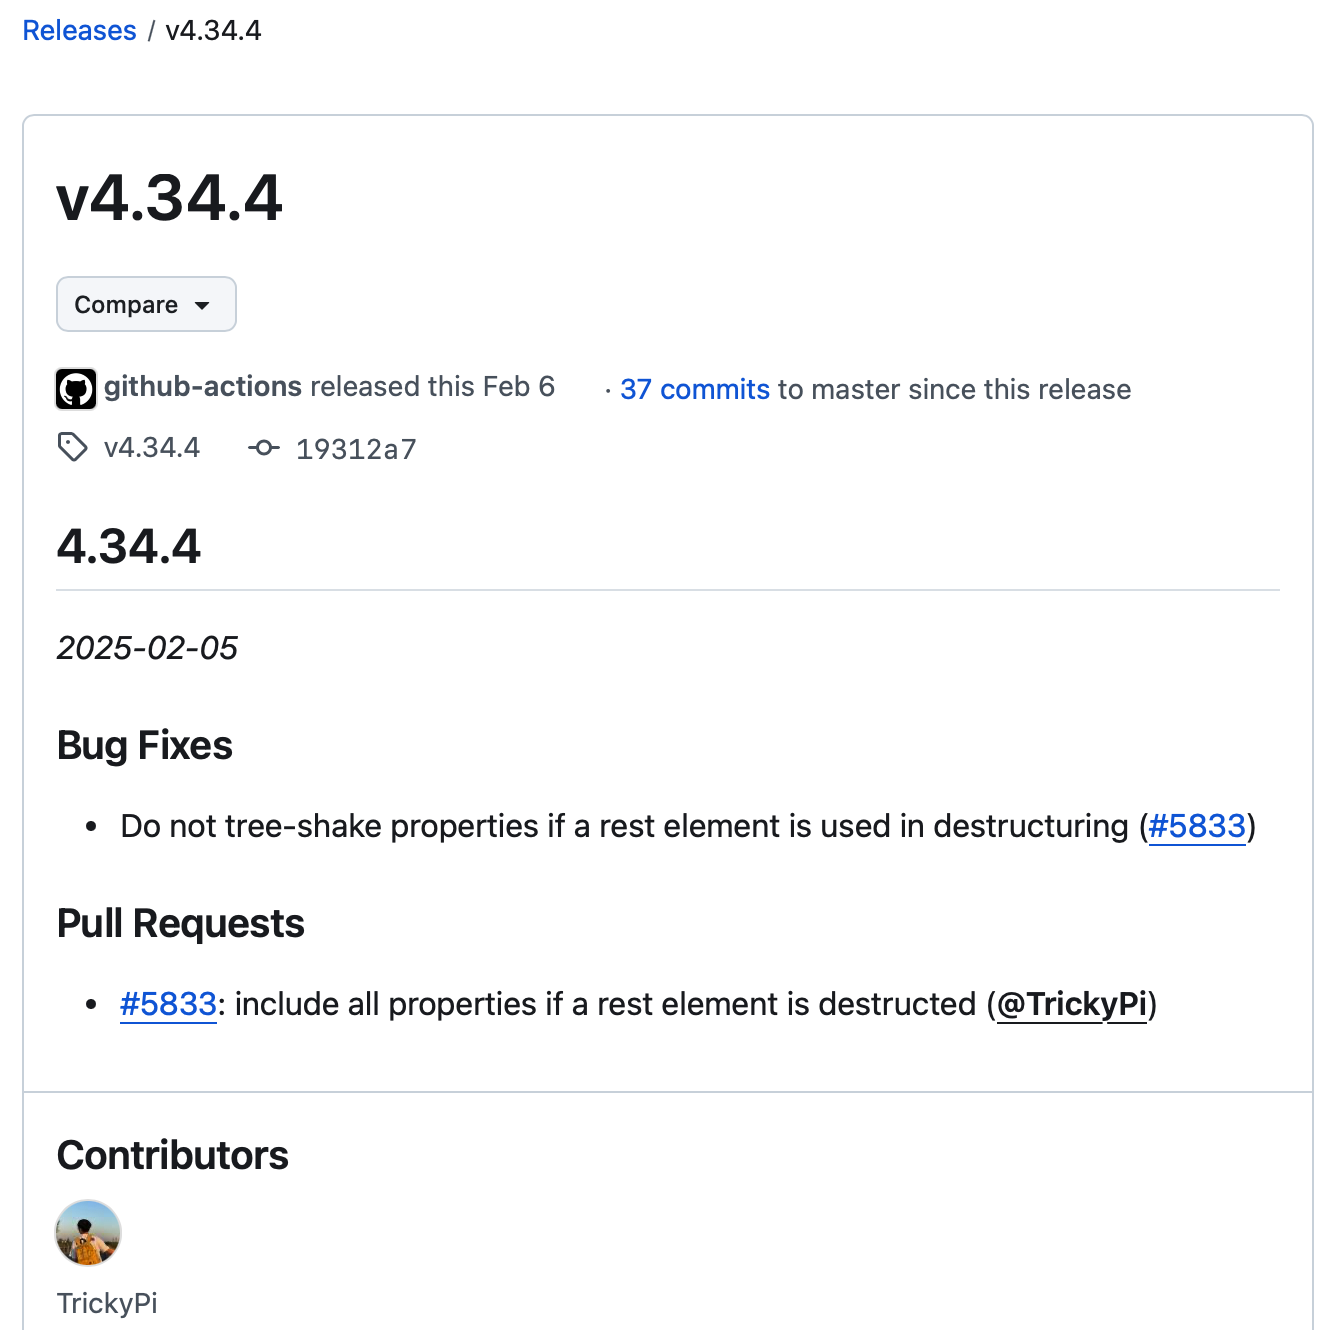 Releases / v4.34.4
v4.34.4
Compare
github-actions released this Feb 6 · 37 commits to master since this release
v4.34.4 19312a7
4.34.4
2025-02-05
Bug Fixes
• Do not tree-shake properties if a rest element is used in destructuring (#5833)
Pull Requests
• #5833: include all properties if a rest element is destructed (@TrickyPi)
Contributors
TrickyPi